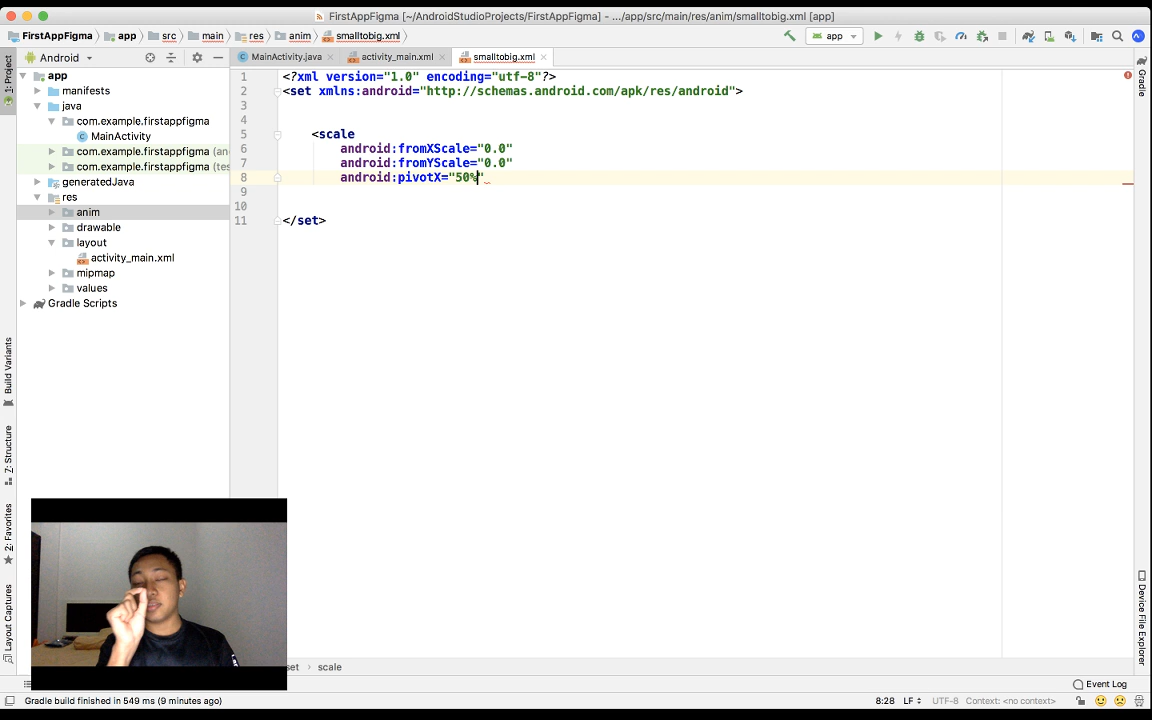 FirstAppFigma [~/AndroidStudioProjects/FirstAppFigma] - .../app/src/main/res/anim/smalltobig.xml [app]
FirstAppFigma app src main res anim smalltobig.xml app
Android MainActivity.java activity_main.xml smalltobig.xml
1: Project
Gradle
app
manifests
java
com.example.firstappfigma
MainActivity
com.example.firstappfigma (an
com.example.firstappfigma (tes
generatedJava
res
anim
drawable
layout
activity_main.xml
mipmap
values
Gradle Scripts
1 <?xml version="1.0" encoding="utf-8"?>
2 <set xmlns:android="http://schemas.android.com/apk/res/android">
3
4
5 <scale
6 android:fromXScale="0.0"
7 android:fromYScale="0.0"
8 android:pivotX="50%"
9
10
11 </set>
Build Variants
7: Structure
2: Favorites
Layout Captures
Device File Explorer
set › scale
Event Log
Gradle build finished in 549 ms (9 minutes ago)
8:28 LF UTF-8 Context: <no context>